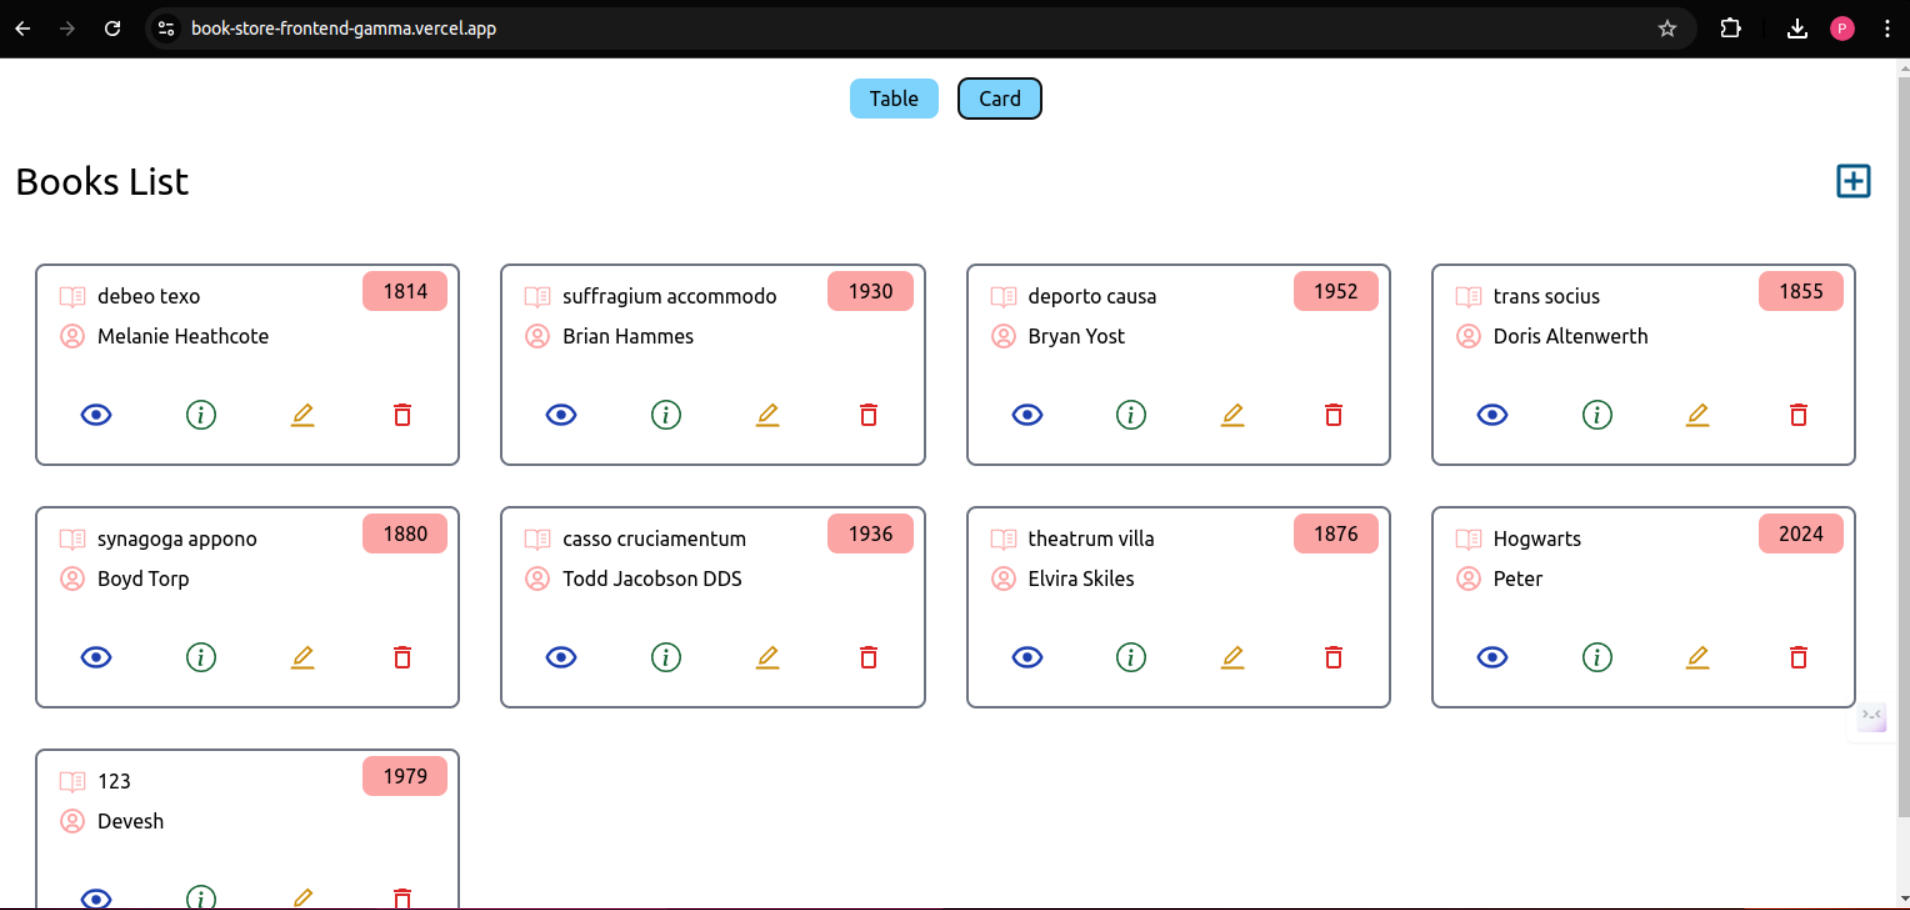 book-store-frontend-gamma.vercel.app
P
Table
Card
Books List
debeo texo
1814
Melanie Heathcote
suffragium accommodo
1930
Brian Hammes
deporto causa
1952
Bryan Yost
trans socius
1855
Doris Altenwerth
synagoga appono
1880
Boyd Torp
casso cruciamentum
1936
Todd Jacobson DDS
theatrum villa
1876
Elvira Skiles
Hogwarts
2024
Peter
123
1979
Devesh